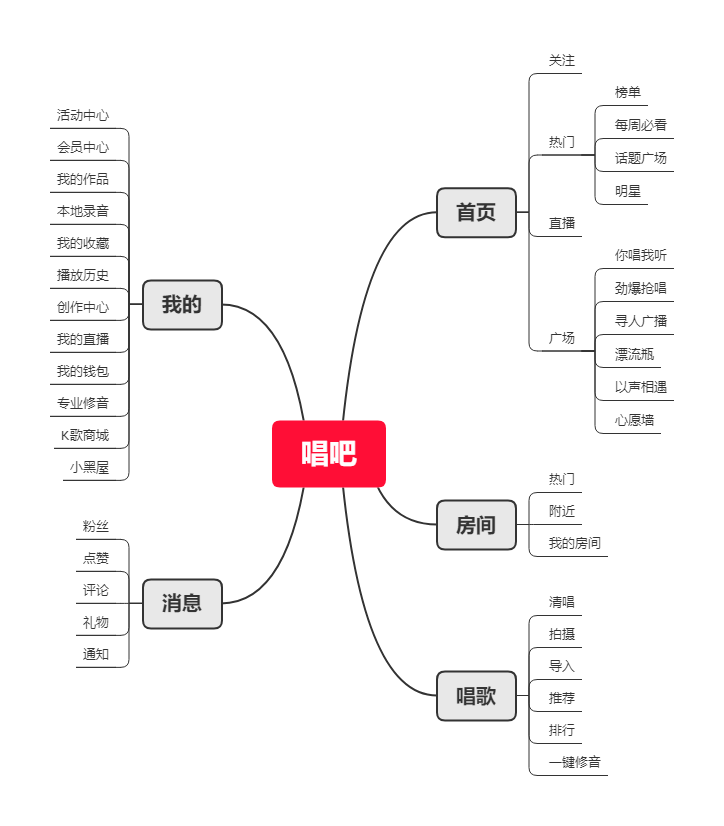 唱吧
首页
关注
热门
榜单
每周必看
话题广场
明星
直播
广场
你唱我听
劲爆抢唱
寻人广播
漂流瓶
以声相遇
心愿墙
房间
热门
附近
我的房间
唱歌
清唱
拍摄
导入
推荐
排行
一键修音
我的
活动中心
会员中心
我的作品
本地录音
我的收藏
播放历史
创作中心
我的直播
我的钱包
专业修音
K歌商城
小黑屋
消息
粉丝
点赞
评论
礼物
通知